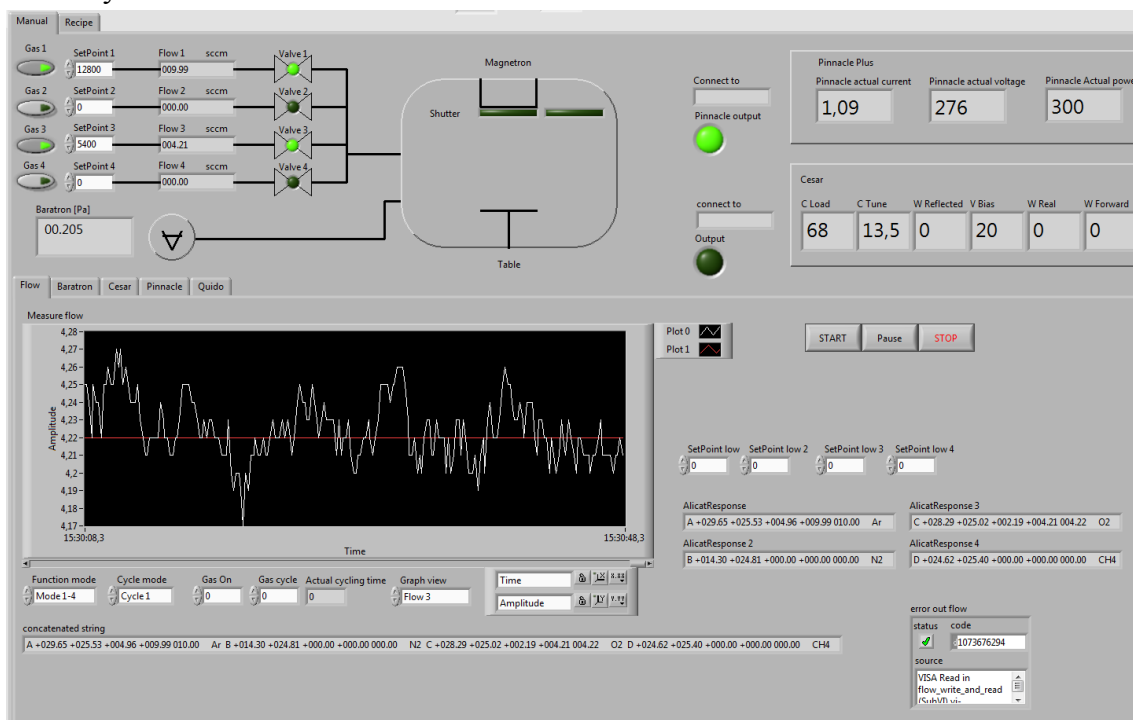 Manual Recipe
Gas 1 SetPoint 1 Flow 1 sccm Valve 1
12800 009.99
Gas 2 SetPoint 2 Flow 2 sccm Valve 2
0 000.00
Gas 3 SetPoint 3 Flow 3 sccm Valve 3
5400 004.21
Gas 4 SetPoint 4 Flow 4 sccm Valve 4
0 000.00
Baratron [Pa]
00.205
Magnetron
Shutter
Table
Connect to
Pinnacle output
connect to
Output
Pinnacle Plus
Pinnacle actual current Pinnacle actual voltage Pinnacle Actual powe
1,09 276 300
Cesar
C Load C Tune W Reflected V Bias W Real W Forward
68 13,5 0 20 0 0
Flow Baratron Cesar Pinnacle Quido
Measure flow
Amplitude
4,28
4,27
4,26
4,25
4,24
4,23
4,22
4,21
4,2
4,19
4,18
4,17
15:30:08,3 15:30:48,3
Time
Plot 0
Plot 1
START Pause STOP
SetPoint low SetPoint low 2 SetPoint low 3 SetPoint low 4
0 0 0 0
AlicatResponse
A +029.65 +025.53 +004.96 +009.99 010.00 Ar
AlicatResponse 3
C +028.29 +025.02 +002.19 +004.21 004.22 O2
AlicatResponse 2
B +014.30 +024.81 +000.00 +000.00 000.00 N2
AlicatResponse 4
D +024.62 +025.40 +000.00 +000.00 000.00 CH4
Function mode Cycle mode Gas On Gas cycle Actual cycling time Graph view
Mode 1-4 Cycle 1 0 0 0 Flow 3
Time
Amplitude
concatenated string
A +029.65 +025.53 +004.96 +009.99 010.00 Ar B +014.30 +024.81 +000.00 +000.00 000.00 N2 C +028.29 +025.02 +002.19 +004.21 004.22 O2 D +024.62 +025.40 +000.00 +000.00 000.00 CH4
error out flow
status code
1073676294
source
VISA Read in
flow_write_and_read
(SubVI).vi-